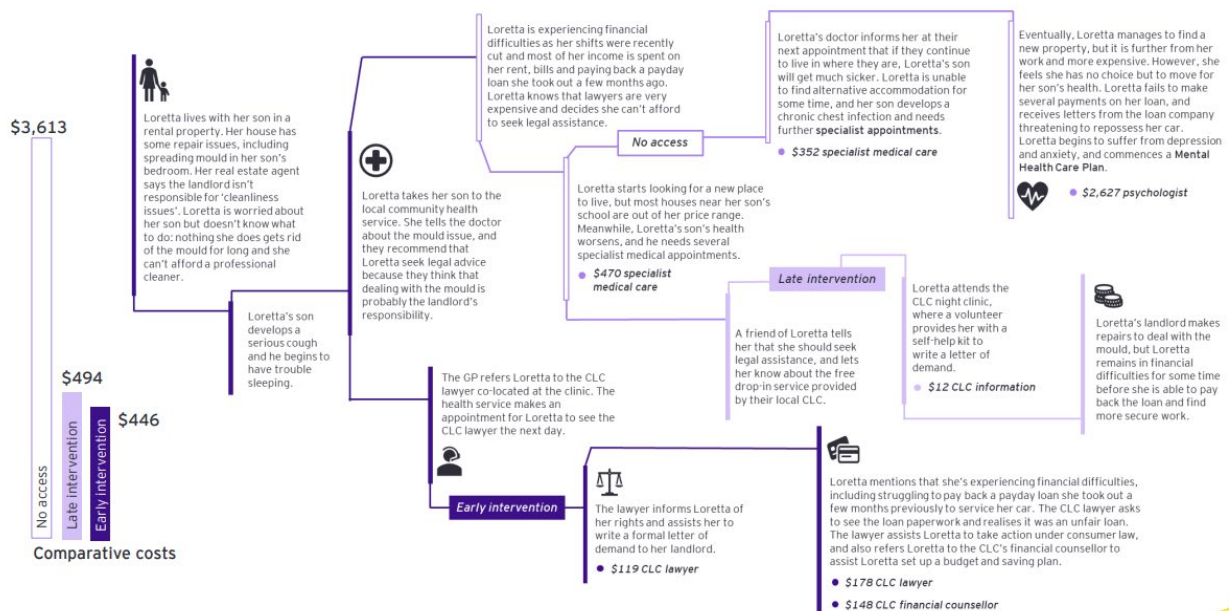 $3,613
$494
$446
No access
Late intervention
Early intervention
Comparative costs
Loretta lives with her son in a
rental property. Her house has
some repair issues, including
spreading mould in her son's
bedroom. Her real estate agent
says the landlord isn't
responsible for 'cleanliness
issues'. Loretta is worried about
her son but doesn't know what
to do: nothing she does gets rid
of the mould for long and she
can't afford a professional
cleaner.
Loretta's son
develops a
serious cough
and he begins to
have trouble
sleeping.
Loretta takes her son to the
local community health
service. She tells the doctor
about the mould issue, and
they recommend that
Loretta seek legal advice
because they think that
dealing with the mould is
probably the landlord's
responsibility.
Loretta is experiencing financial
difficulties as her shifts were recently
cut and most of her income is spent on
her rent, bills and paying back a payday
loan she took out a few months ago.
Loretta knows that lawyers are very
expensive and decides she can't afford
to seek legal assistance.
No access
Loretta starts looking for a new place
to live, but most houses near her son's
school are out of her price range.
Meanwhile, Loretta's son's health
worsens, and he needs several
specialist medical appointments.
$470 specialist
medical care
Loretta's doctor informs her at their
next appointment that if they continue
to live in where they are, Loretta's son
will get much sicker. Loretta is unable
to find alternative accommodation for
some time, and her son develops a
chronic chest infection and needs
further specialist appointments.
$352 specialist medical care
Eventually, Loretta manages to find a
new property, but it is further from her
work and more expensive. However, she
feels she has no choice but to move for
her son's health. Loretta fails to make
several payments on her loan, and
receives letters from the loan company
threatening to repossess her car.
Loretta begins to suffer from depression
and anxiety, and commences a Mental
Health Care Plan.
$2,627 psychologist
Late intervention
A friend of Loretta tells
her that she should seek
legal assistance, and lets
her know about the free
drop-in service provided
by their local CLC.
Loretta attends the
CLC night clinic,
where a volunteer
provides her with a
self-help kit to
write a letter of
demand.
$12 CLC information
Loretta's landlord makes
repairs to deal with the
mould, but Loretta
remains in financial
difficulties for some time
before she is able to pay
back the loan and find
more secure work.
The GP refers Loretta to the CLC
lawyer co-located at the clinic. The
health service makes an
appointment for Loretta to see the
CLC lawyer the next day.
Early intervention
The lawyer informs Loretta of
her rights and assists her to
write a formal letter of
demand to her landlord.
$119 CLC lawyer
Loretta mentions that she's experiencing financial difficulties,
including struggling to pay back a payday loan she took out a
few months previously to service her car. The CLC lawyer asks
to see the loan paperwork and realises it was an unfair loan.
The lawyer assists Loretta to take action under consumer law,
and also refers Loretta to the CLC's financial counsellor to
assist Loretta set up a budget and saving plan.
$178 CLC lawyer
$148 CLC financial counsellor